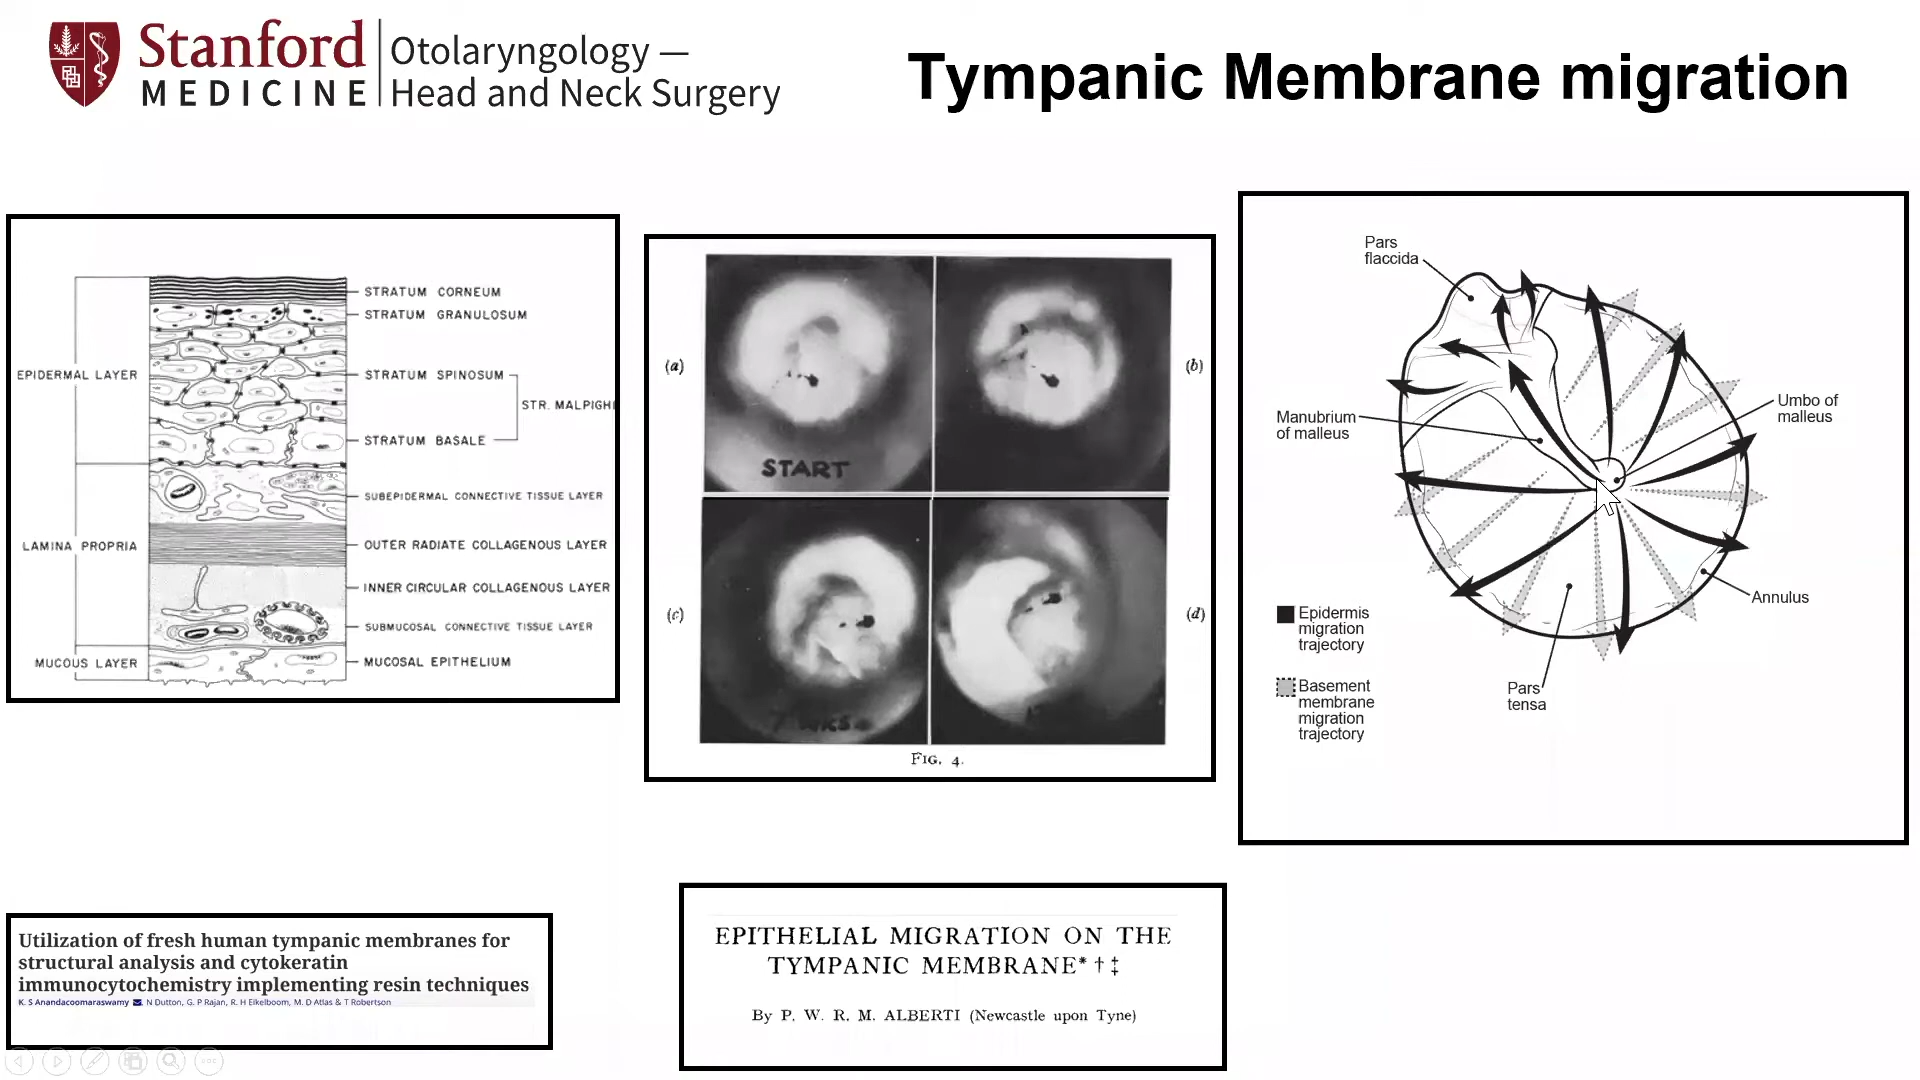 Stanford
MEDICINE
Otolaryngology —
Head and Neck Surgery
Tympanic Membrane migration
STRATUM CORNEUM
STRATUM GRANULOSUM
EPIDERMAL LAYER
STRATUM SPINOSUM
STR. MALPIGHI
STRATUM BASALE
SUBEPIDERMAL CONNECTIVE TISSUE LAYER
LAMINA PROPRIA
OUTER RADIATE COLLAGENOUS LAYER
INNER CIRCULAR COLLAGENOUS LAYER
SUBMUCOSAL CONNECTIVE TISSUE LAYER
MUCOUS LAYER
MUCOSAL EPITHELIUM
(a)
(b)
START
(c)
(d)
7 WKS.
FIG. 4.
Pars
flaccida
Manubrium
of malleus
Umbo of
malleus
Annulus
Epidermis
migration
trajectory
Basement
membrane
migration
trajectory
Pars
tensa
Utilization of fresh human tympanic membranes for
structural analysis and cytokeratin
immunocytochemistry implementing resin techniques
K. S Anandacoomaraswamy, N Dutton, G. P Rajan, R. H Eikelboom, M. D Atlas & T Robertson
EPITHELIAL MIGRATION ON THE
TYMPANIC MEMBRANE*†‡
By P. W. R. M. ALBERTI (Newcastle upon Tyne)